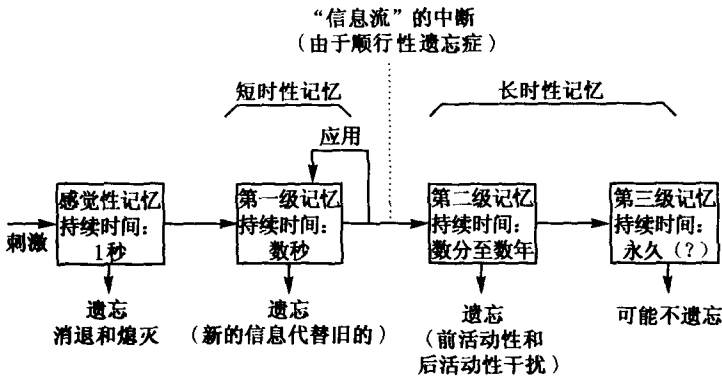 “信息流”的中断
（由于顺行性遗忘症）
短时性记忆
长时性记忆
应用
刺激
感觉性记忆
持续时间：
1秒
第一级记忆
持续时间：
数秒
第二级记忆
持续时间：
数分至数年
第三级记忆
持续时间：
永久（?）
遗忘
消退和熄灭
遗忘
（新的信息代替旧的）
遗忘
（前活动性和
后活动性干扰）
可能不遗忘